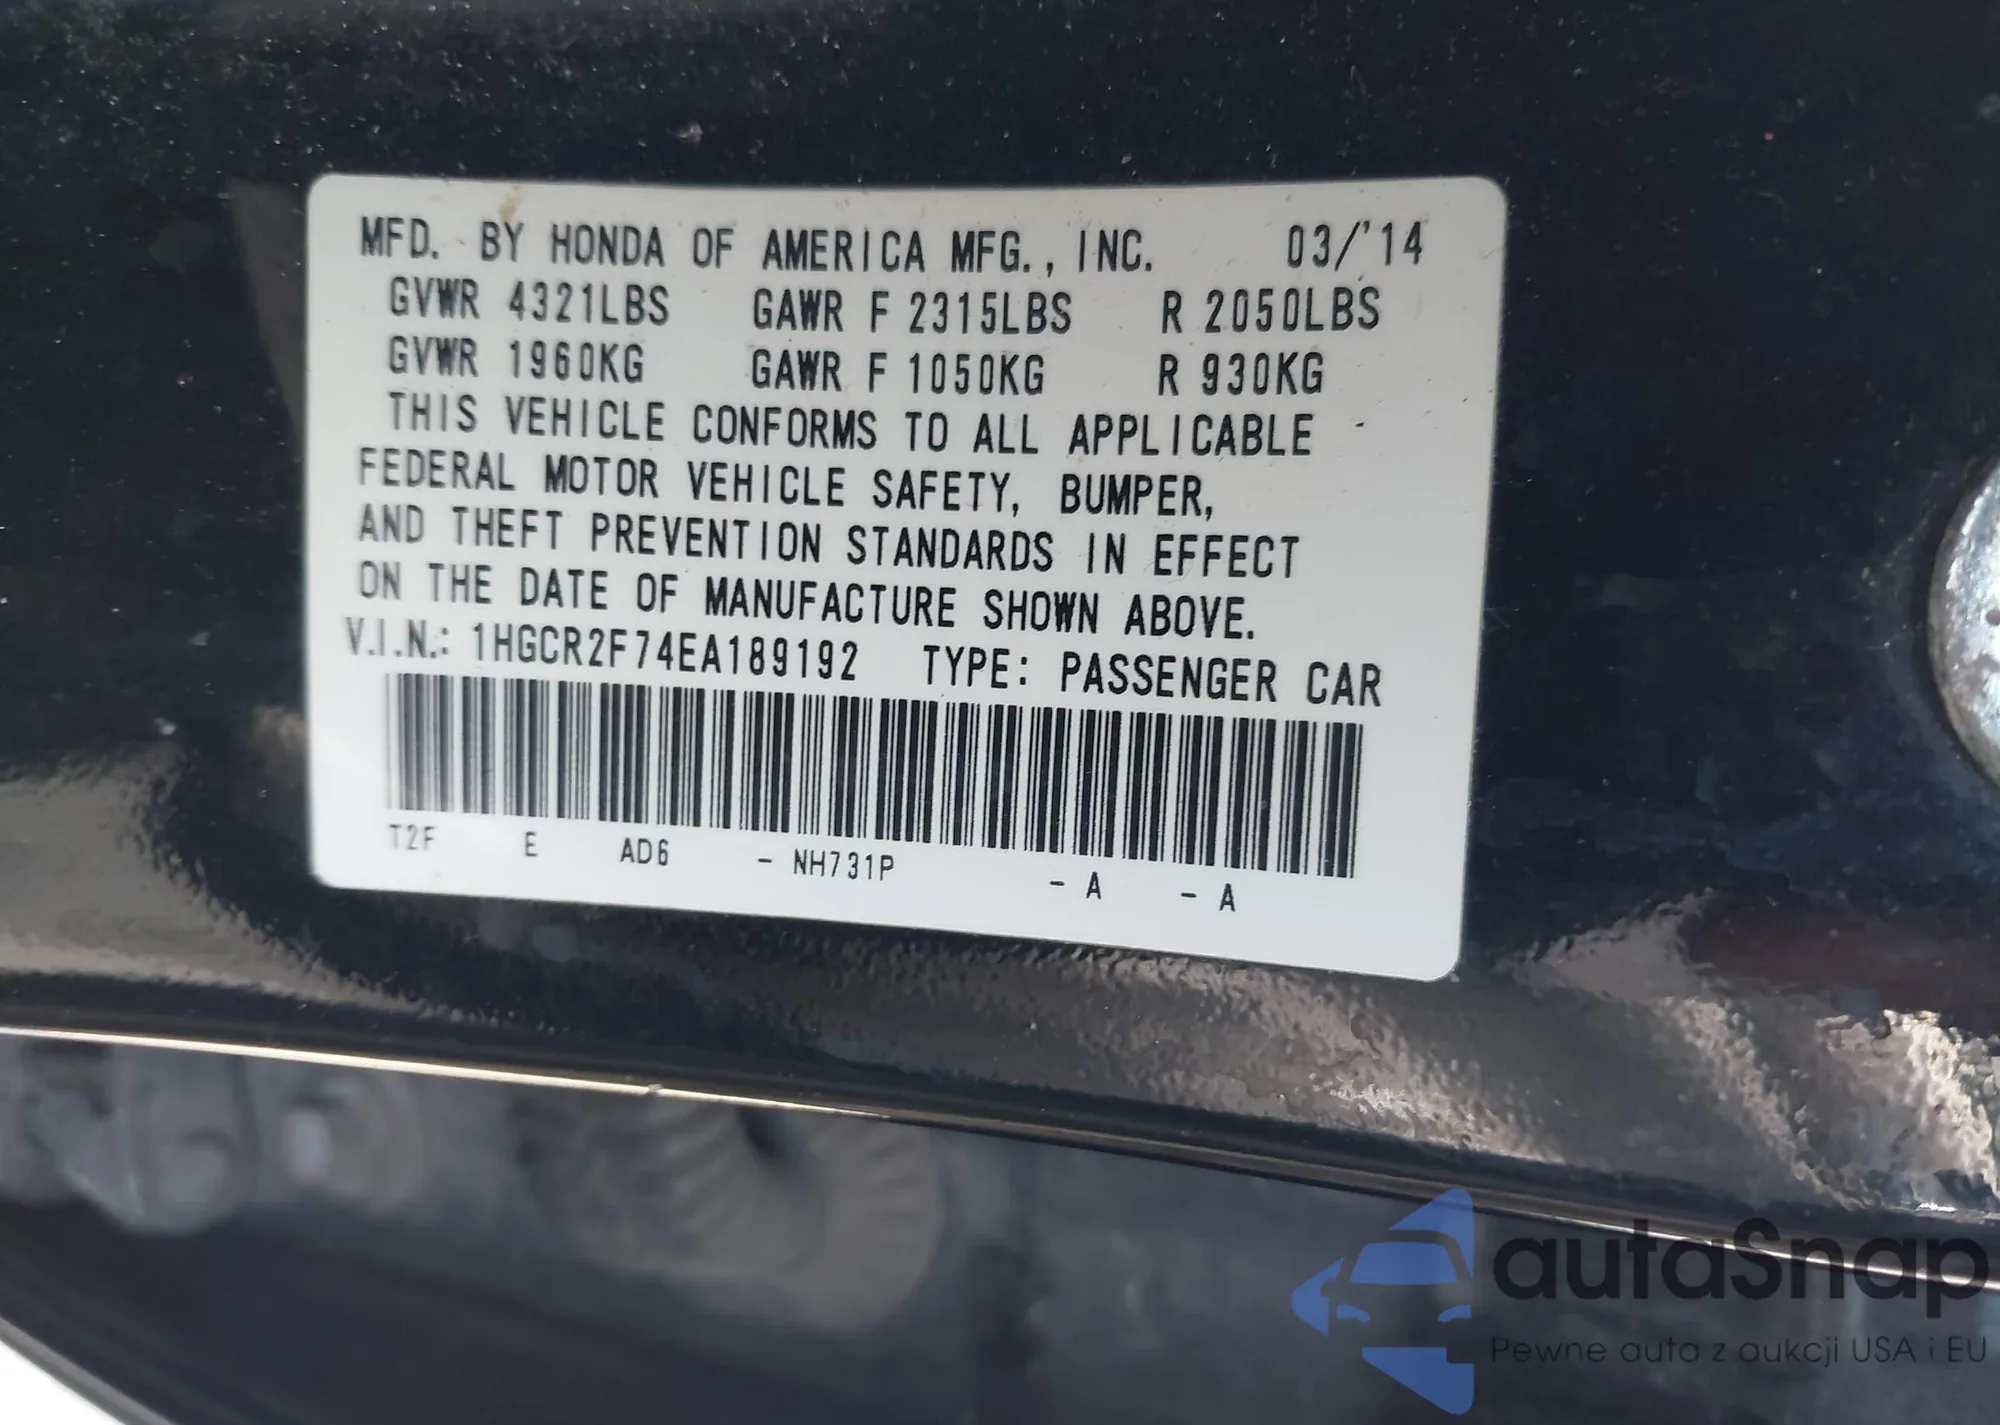 MFD. BY HONDA OF AMERICA MFG., INC. 03/'14
GVWR 4321LBS GAWR F 2315LBS R 2050LBS
GVWR 1960KG GAWR F 1050KG R 930KG
THIS VEHICLE CONFORMS TO ALL APPLICABLE
FEDERAL MOTOR VEHICLE SAFETY, BUMPER,
AND THEFT PREVENTION STANDARDS IN EFFECT
ON THE DATE OF MANUFACTURE SHOWN ABOVE.
V.I.N.: 1HGCR2F74EA189192 TYPE: PASSENGER CAR
T2F E AD6 - NH731P - A - A
autaSnap
Pewne auta z aukcji USA i EU